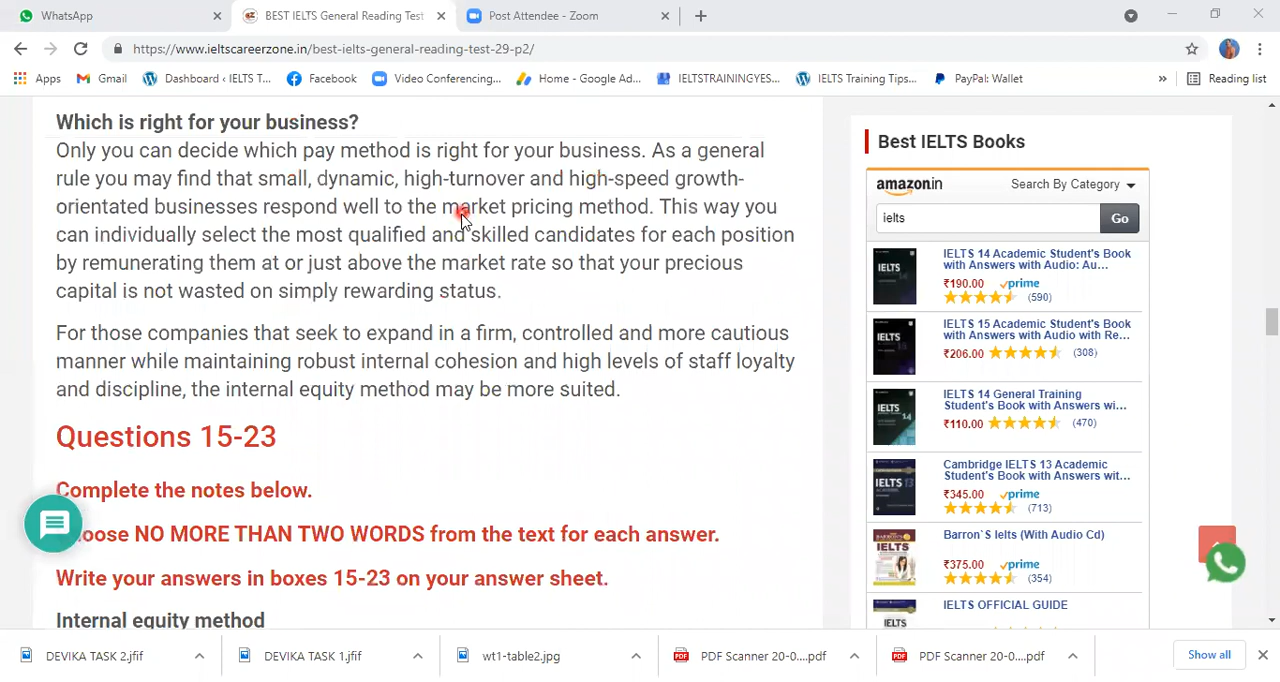 WhatsApp
BEST IELTS General Reading Test
Post Attendee - Zoom
https://www.ieltscareerzone.in/best-ielts-general-reading-test-29-p2/
Apps
Gmail
Dashboard ‹ IELTS T...
Facebook
Video Conferencing...
Home - Google Ad...
IELTSTRAININGYES...
IELTS Training Tips...
PayPal: Wallet
»
Reading list
Which is right for your business?
Only you can decide which pay method is right for your business. As a general
rule you may find that small, dynamic, high-turnover and high-speed growth-
orientated businesses respond well to the market pricing method. This way you
can individually select the most qualified and skilled candidates for each position
by remunerating them at or just above the market rate so that your precious
capital is not wasted on simply rewarding status.
For those companies that seek to expand in a firm, controlled and more cautious
manner while maintaining robust internal cohesion and high levels of staff loyalty
and discipline, the internal equity method may be more suited.
Questions 15-23
Complete the notes below.
oose NO MORE THAN TWO WORDS from the text for each answer.
Write your answers in boxes 15-23 on your answer sheet.
Internal equity method
Best IELTS Books
amazon.in
Search By Category
ielts
Go
IELTS 14 Academic Student's Book
with Answers with Audio: Au...
₹190.00 prime
(590)
IELTS 15 Academic Student's Book
with Answers with Audio with Re...
₹206.00
(308)
IELTS 14 General Training
Student's Book with Answers wi...
₹110.00
(470)
Cambridge IELTS 13 Academic
Student's Book with Answers wit...
₹345.00 prime
(713)
Barron`S Ielts (With Audio Cd)
₹375.00 prime
(354)
IELTS OFFICIAL GUIDE
IELTS
IELTS
IELTS
14
IELTS
IELTS
IELTS
DEVIKA TASK 2.jfif
DEVIKA TASK 1.jfif
wt1-table2.jpg
PDF Scanner 20-0....pdf
PDF Scanner 20-0....pdf
Show all